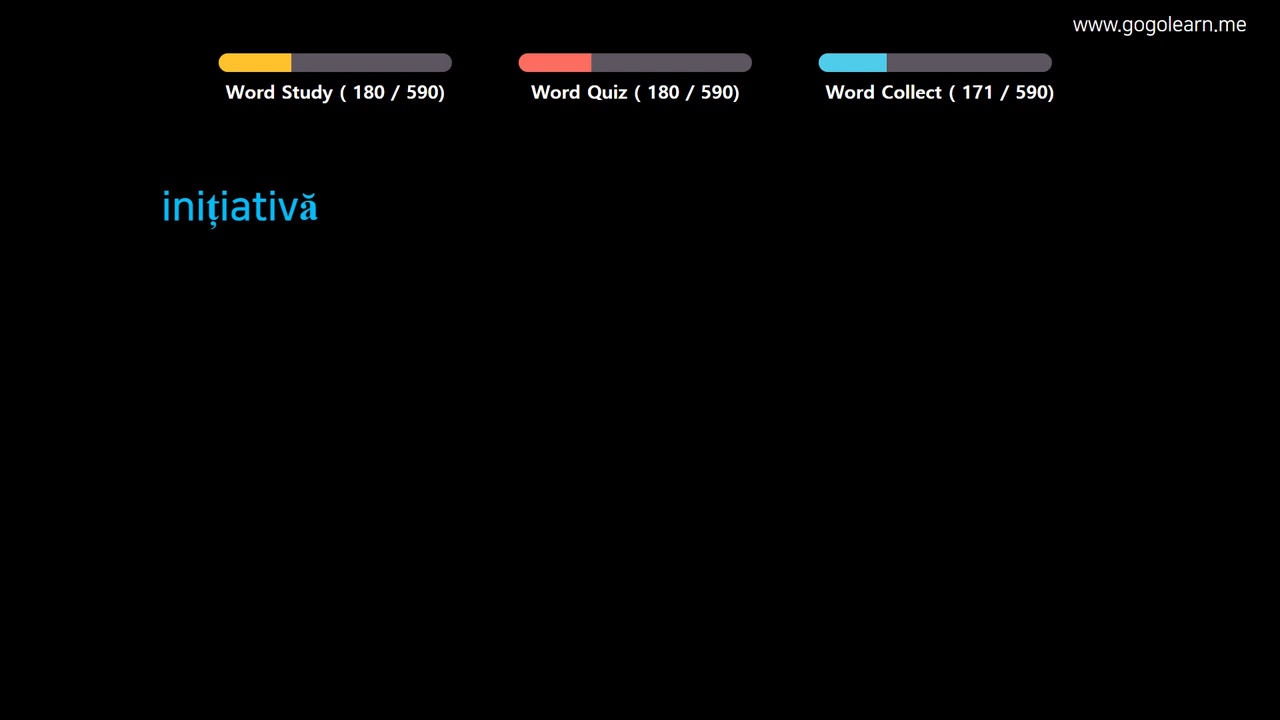 www.gogolearn.me
Word Study ( 180 / 590)
Word Quiz ( 180 / 590)
Word Collect ( 171 / 590)
inițiativă